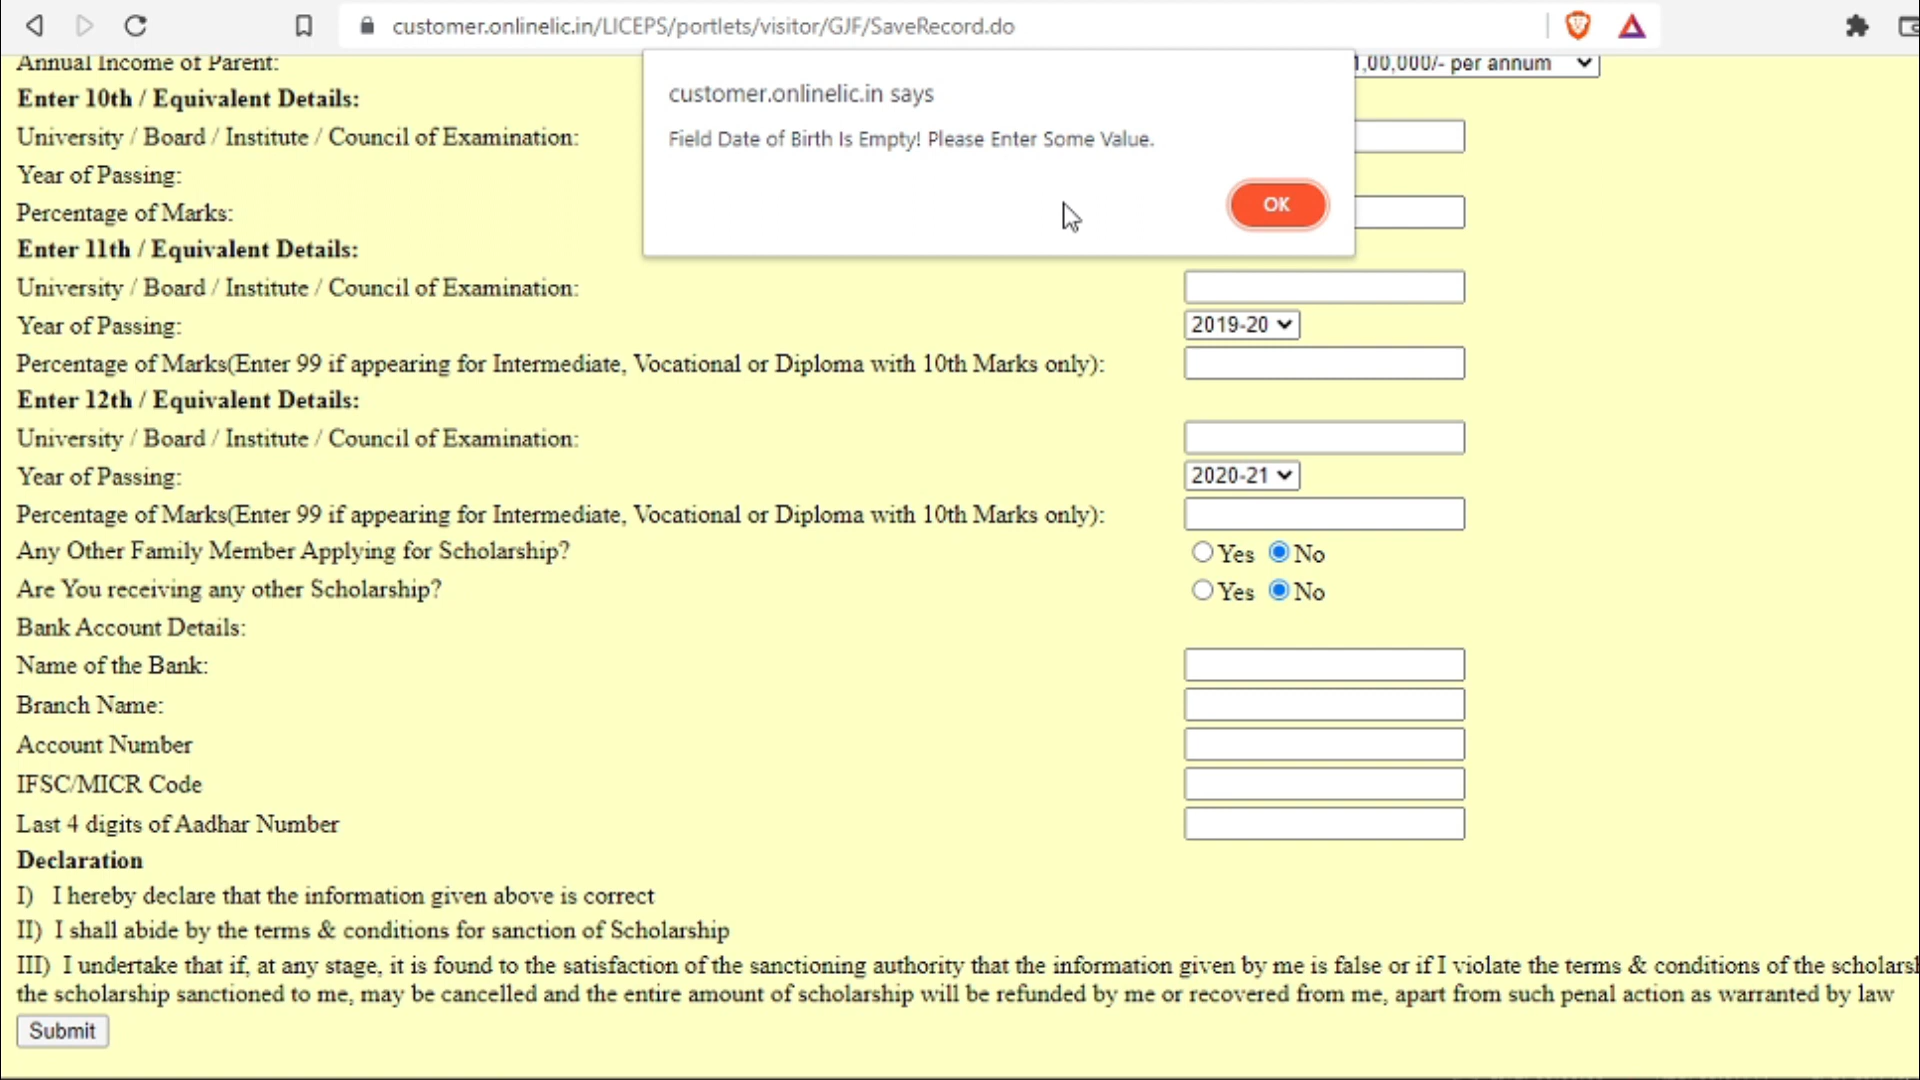 customer.onlinelic.in/LICEPS/portlets/visitor/GJF/SaveRecord.do
Annual Income of Parent:
1,00,000/- per annum
customer.onlinelic.in says
Field Date of Birth Is Empty! Please Enter Some Value.
OK
Enter 10th / Equivalent Details:
University / Board / Institute / Council of Examination:
Year of Passing:
Percentage of Marks:
Enter 11th / Equivalent Details:
University / Board / Institute / Council of Examination:
Year of Passing:
2019-20
Percentage of Marks(Enter 99 if appearing for Intermediate, Vocational or Diploma with 10th Marks only):
Enter 12th / Equivalent Details:
University / Board / Institute / Council of Examination:
Year of Passing:
2020-21
Percentage of Marks(Enter 99 if appearing for Intermediate, Vocational or Diploma with 10th Marks only):
Any Other Family Member Applying for Scholarship?
Yes No
Are You receiving any other Scholarship?
Yes No
Bank Account Details:
Name of the Bank:
Branch Name:
Account Number
IFSC/MICR Code
Last 4 digits of Aadhar Number
Declaration
I) I hereby declare that the information given above is correct
II) I shall abide by the terms & conditions for sanction of Scholarship
III) I undertake that if, at any stage, it is found to the satisfaction of the sanctioning authority that the information given by me is false or if I violate the terms & conditions of the
the scholarship sanctioned to me, may be cancelled and the entire amount of scholarship will be refunded by me or recovered from me, apart from such penal action as warranted by law
Submit